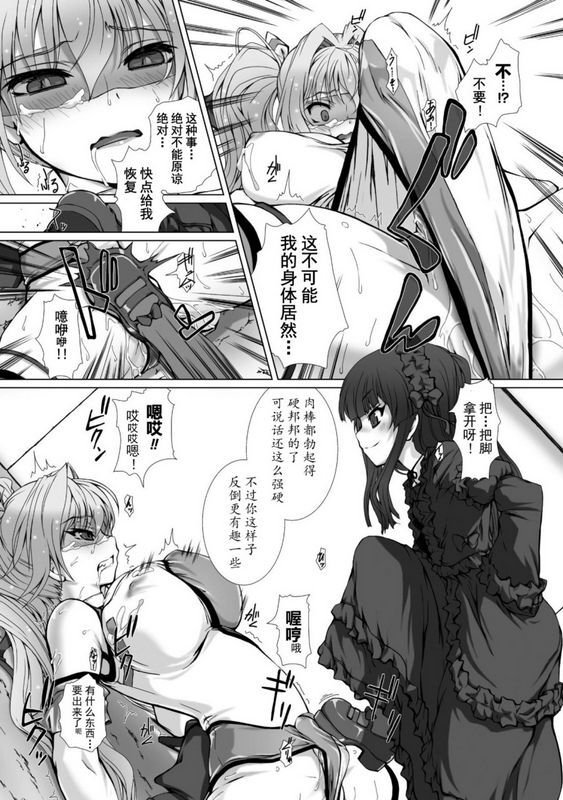 不…!?
不要！
这种事…
绝对不能原谅
绝对…
快点给我
恢复
这不可能
我的身体居然…
噫咿!!
把…把脚
拿开呀！
肉棒都勃起得
硬邦邦的了
可说话还这么强硬
不过你这样子
反倒更有趣一些
嗯哎!!
哎哎哎嗯！
喔哼哦
有什么东西…
要出来了呃